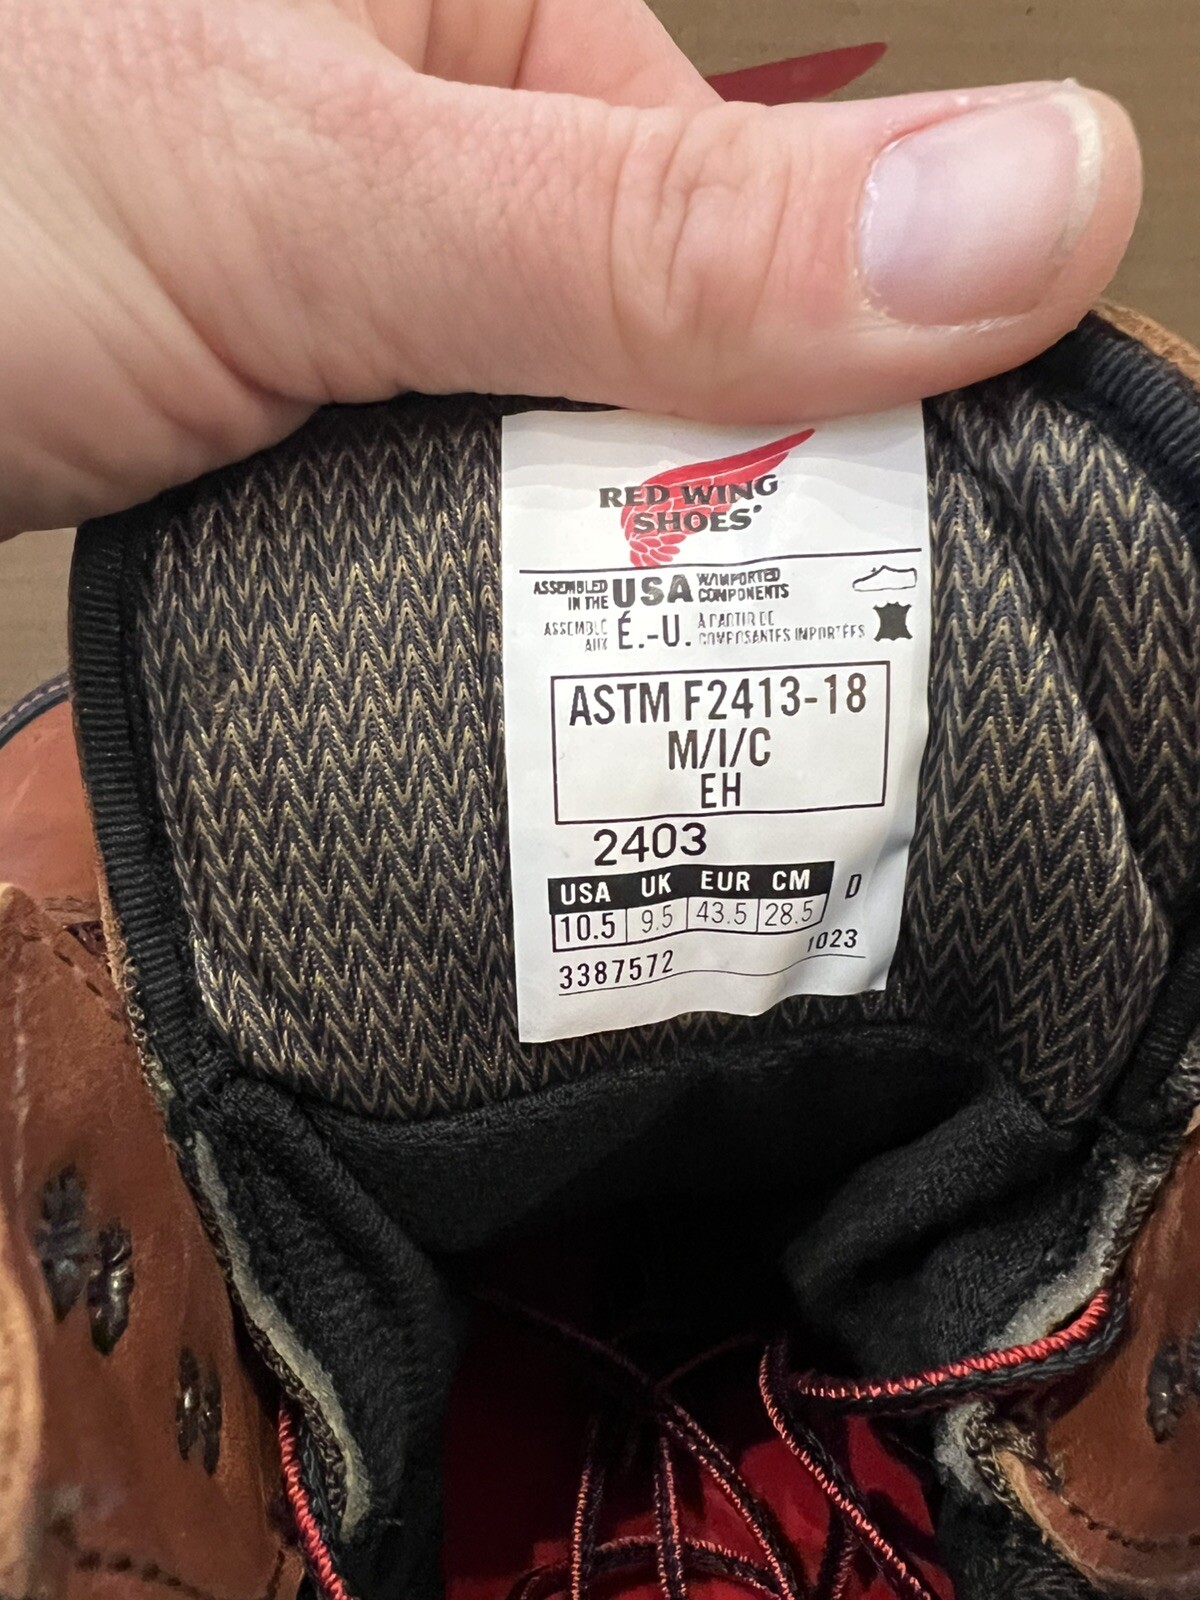 RED WING
SHOES®
ASSEMBLED IN THE USA W/IMPORTED COMPONENTS
ASSEMBLÉ AUX É.-U. À PARTIR DE COMPOSANTES IMPORTÉES
ASTM F2413-18
M/I/C
EH
2403
USA UK EUR CM D
10.5 9.5 43.5 28.5
3387572 1023